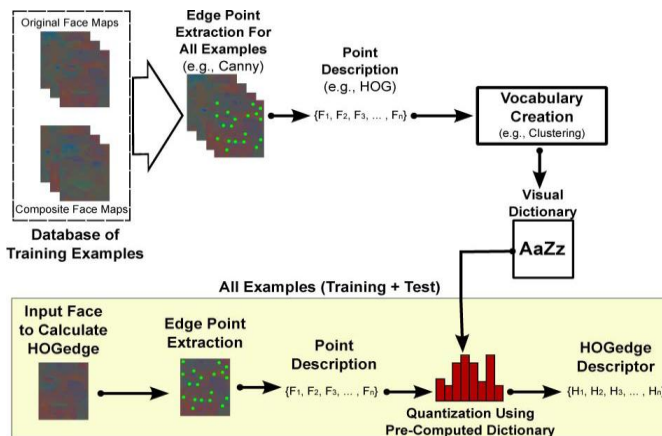 Original Face Maps
Composite Face Maps
Database of
Training Examples
Edge Point
Extraction For
All Examples
(e.g., Canny)
Point
Description
(e.g., HOG)
{F1, F2, F3, ... , Fn}
Vocabulary
Creation
(e.g., Clustering)
Visual
Dictionary
AaZz
All Examples (Training + Test)
Input Face
to Calculate
HOGedge
Edge Point
Extraction
Point
Description
{F1, F2, F3, ... , Fn}
Quantization Using
Pre-Computed Dictionary
HOGedge
Descriptor
{H1, H2, H3, ... , Hn}